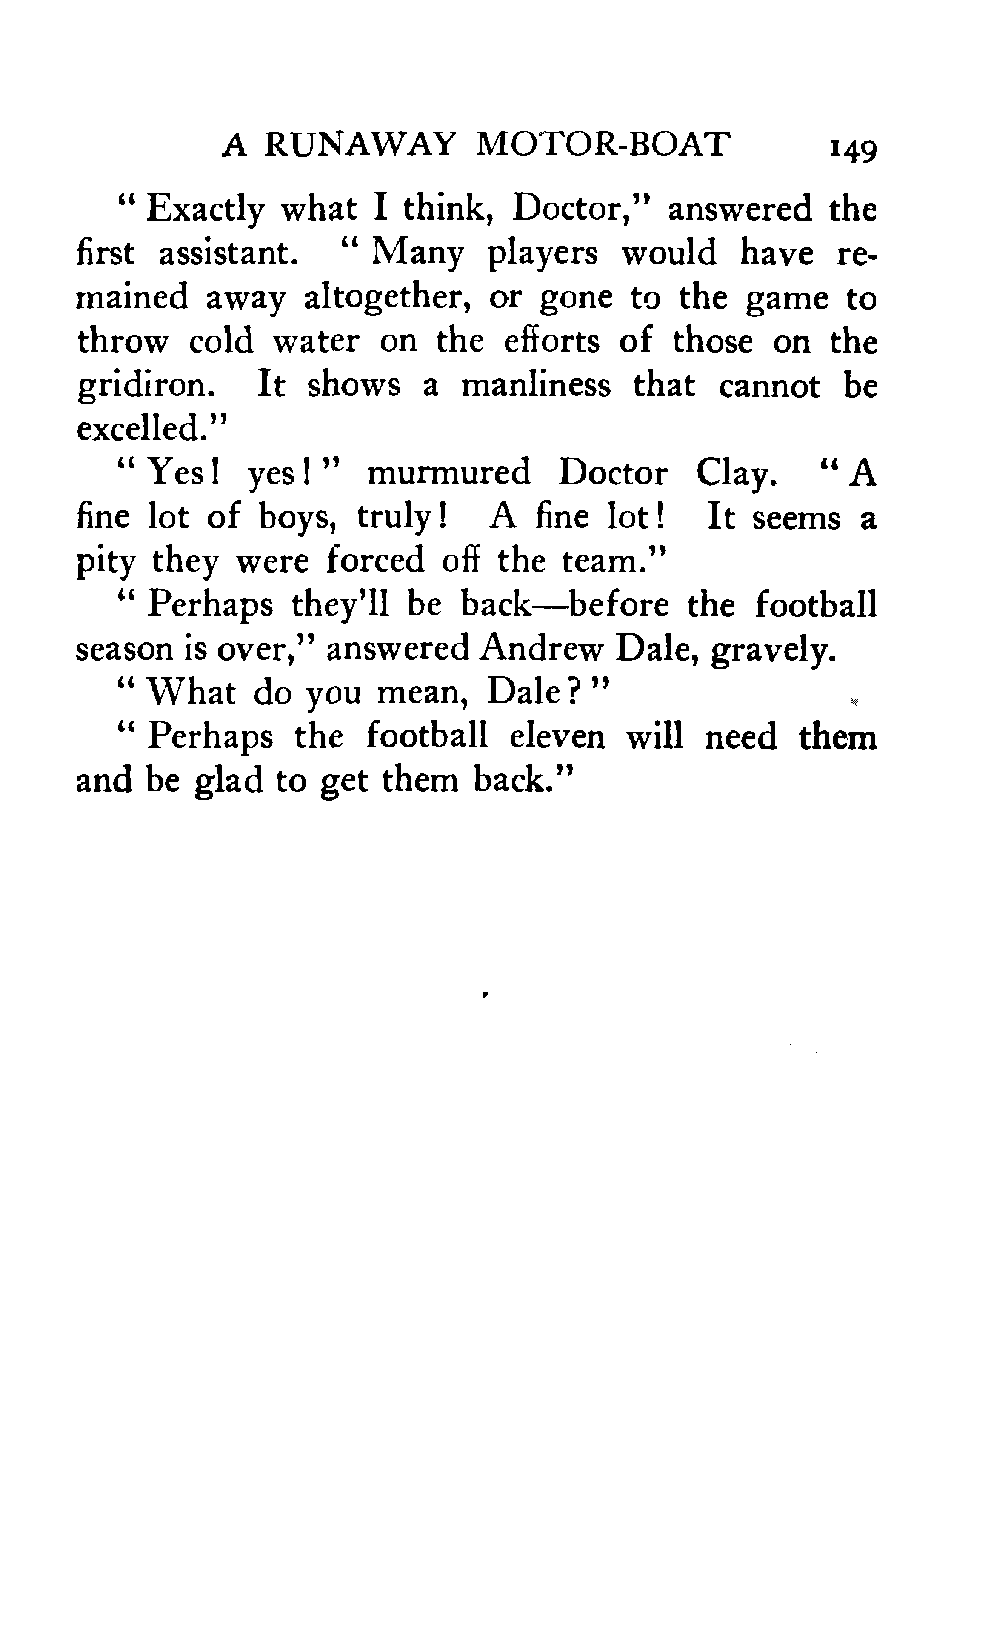 A RUNAWAY MOTOR-BOAT 149
“ Exactly what I think, Doctor,” answered the
first assistant. “ Many players would have re-
mained away altogether, or gone to the game to
throw cold water on the efforts of those on the
gridiron. It shows a manliness that cannot be
excelled.”
“ Yes! yes! ” murmured Doctor Clay. “ A
fine lot of boys, truly! A fine lot! It seems a
pity they were forced off the team.”
“ Perhaps they’ll be back—before the football
season is over,” answered Andrew Dale, gravely.
“ What do you mean, Dale? ”
“ Perhaps the football eleven will need them
and be glad to get them back.”